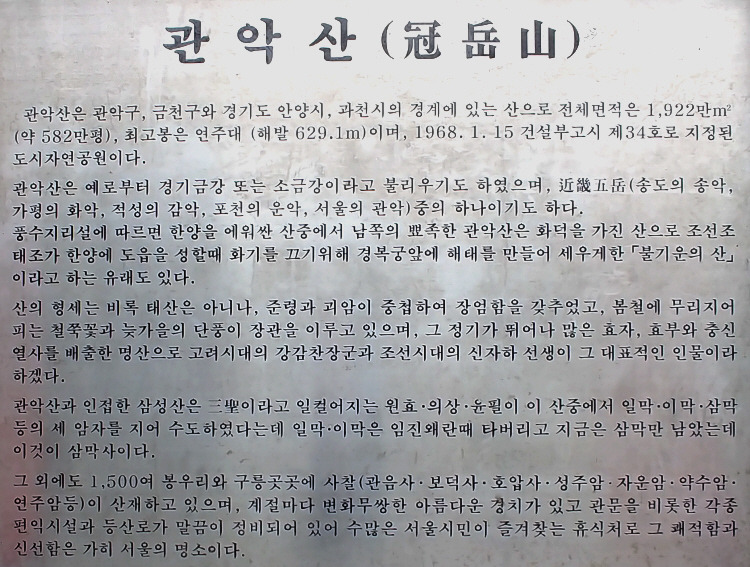 관악산(冠岳山)
관악산은 관악구, 금천구와 경기도 안양시, 과천시의 경계에 있는 산으로 전체면적은 1,922만㎡
(약 582만평), 최고봉은 연주대 (해발 629.1m)이며, 1968. 1. 15 건설부고시 제34호로 지정된
도시자연공원이다.
관악산은 예로부터 경기금강 또는 소금강이라고 불리우기도 하였으며, 近畿五岳(송도의 송악,
가평의 화악, 적성의 감악, 포천의 운악, 서울의 관악)중의 하나이기도 하다.
풍수지리설에 따르면 한양을 에워싼 산중에서 남쪽의 뾰족한 관악산은 화덕을 가진 산으로 조선조
태조가 한양에 도읍을 성할때 화기를 끄기위해 경복궁앞에 해태를 만들어 세우게한 「불기운의 산」
이라고 하는 유래도 있다.
산의 형세는 비록 태산은 아니나, 준령과 괴암이 중첩하여 장엄함을 갖추었고, 봄철에 무리지어
피는 철쭉꽃과 늦가을의 단풍이 장관을 이루고 있으며, 그 정기가 뛰어나 많은 효자, 효부와 충신
열사를 배출한 명산으로 고려시대의 강감찬장군과 조선시대의 신자하 선생이 그 대표적인 인물이라
하겠다.
관악산과 인접한 삼성산은 三聖이라고 일컬어지는 원효·의상·윤필이 이 산중에서 일막·이막·삼막
등의 세 암자를 지어 수도하였다는데 일막·이막은 임진왜란때 타버리고 지금은 삼막만 남았는데
이것이 삼막사이다.
그 외에도 1,500여 봉우리와 구릉곳곳에 사찰(관음사·보덕사·호압사·성주암·자운암·약수암·
연주암등)이 산재하고 있으며, 계절마다 변화무쌍한 아름다운 경치가 있고 관문을 비롯한 각종
편익시설과 등산로가 말끔이 정비되어 있어 수많은 서울시민이 즐겨찾는 휴식처로 그 쾌적함과
신선함은 가히 서울의 명소이다.